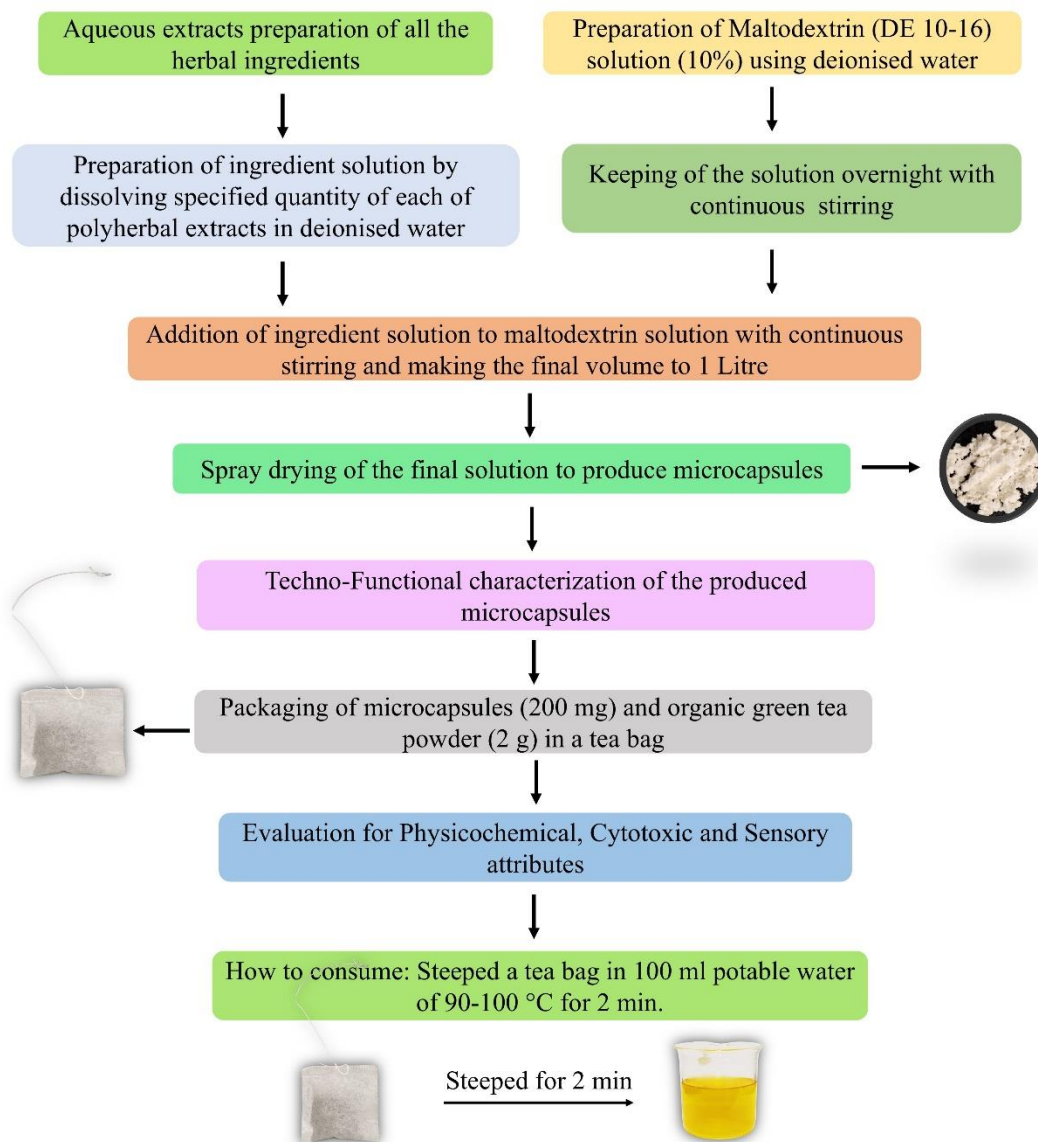 Aqueous extracts preparation of all the
herbal ingredients
Preparation of Maltodextrin (DE 10-16)
solution (10%) using deionised water
Preparation of ingredient solution by
dissolving specified quantity of each of
polyherbal extracts in deionised water
Keeping of the solution overnight with
continuous stirring
Addition of ingredient solution to maltodextrin solution with continuous
stirring and making the final volume to 1 Litre
Spray drying of the final solution to produce microcapsules
Techno-Functional characterization of the produced
microcapsules
Packaging of microcapsules (200 mg) and organic green tea
powder (2 g) in a tea bag
Evaluation for Physicochemical, Cytotoxic and Sensory
attributes
How to consume: Steeped a tea bag in 100 ml potable water
of 90-100 °C for 2 min.
Steeped for 2 min